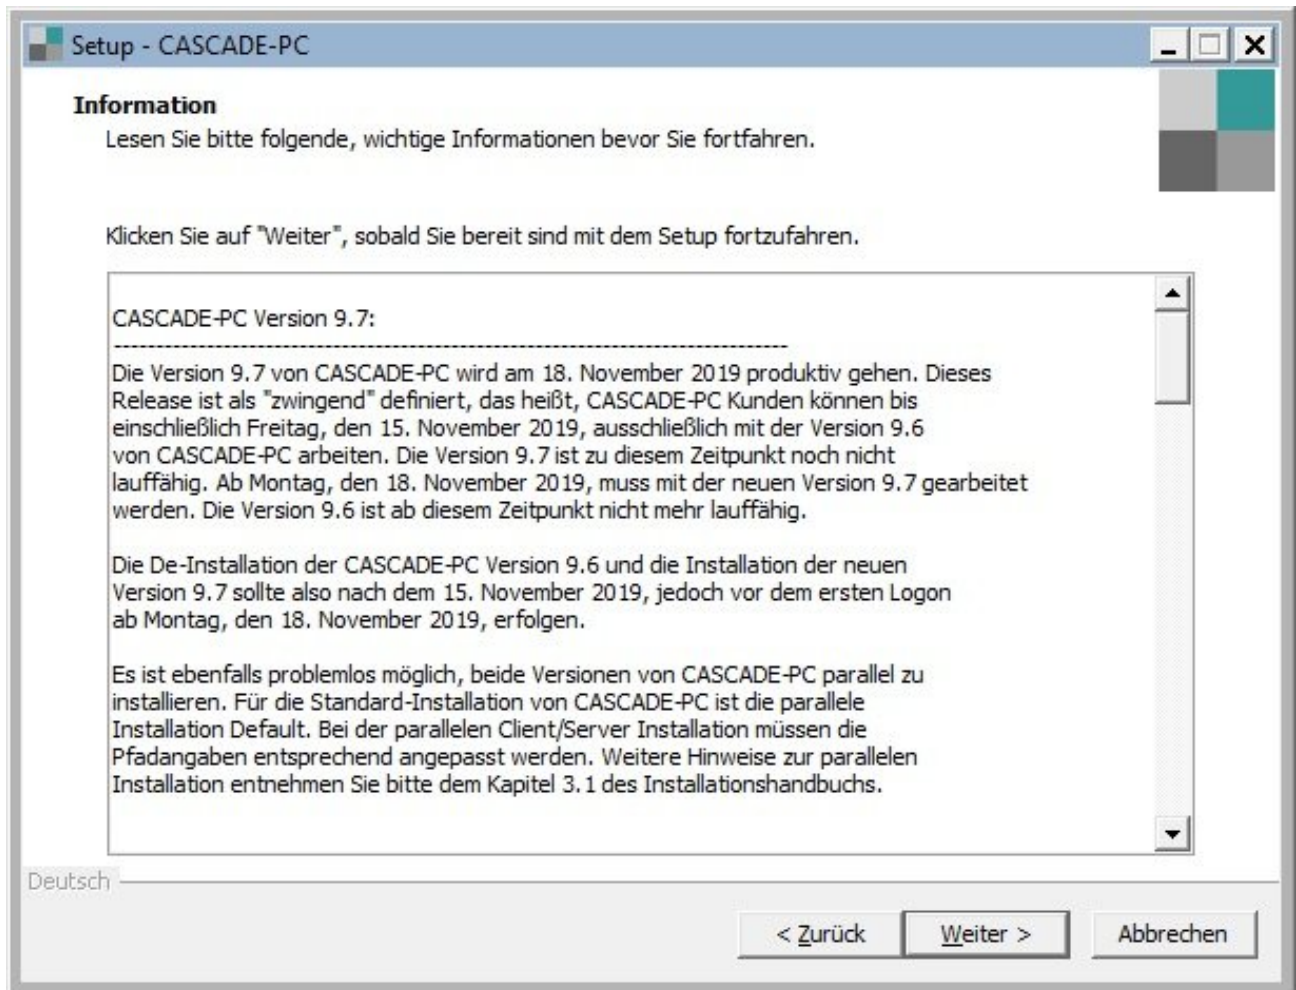 Setup - CASCADE-PC
Information
Lesen Sie bitte folgende, wichtige Informationen bevor Sie fortfahren.
Klicken Sie auf "Weiter", sobald Sie bereit sind mit dem Setup fortzufahren.
CASCADE-PC Version 9.7:
--------------------------------------------------------------------------------
Die Version 9.7 von CASCADE-PC wird am 18. November 2019 produktiv gehen. Dieses
Release ist als "zwingend" definiert, das heißt, CASCADE-PC Kunden können bis
einschließlich Freitag, den 15. November 2019, ausschließlich mit der Version 9.6
von CASCADE-PC arbeiten. Die Version 9.7 ist zu diesem Zeitpunkt noch nicht
lauffähig. Ab Montag, den 18. November 2019, muss mit der neuen Version 9.7 gearbeitet
werden. Die Version 9.6 ist ab diesem Zeitpunkt nicht mehr lauffähig.
Die De-Installation der CASCADE-PC Version 9.6 und die Installation der neuen
Version 9.7 sollte also nach dem 15. November 2019, jedoch vor dem ersten Logon
ab Montag, den 18. November 2019, erfolgen.
Es ist ebenfalls problemlos möglich, beide Versionen von CASCADE-PC parallel zu
installieren. Für die Standard-Installation von CASCADE-PC ist die parallele
Installation Default. Bei der parallelen Client/Server Installation müssen die
Pfadangaben entsprechend angepasst werden. Weitere Hinweise zur parallelen
Installation entnehmen Sie bitte dem Kapitel 3.1 des Installationshandbuchs.
Deutsch
< Zurück
Weiter >
Abbrechen